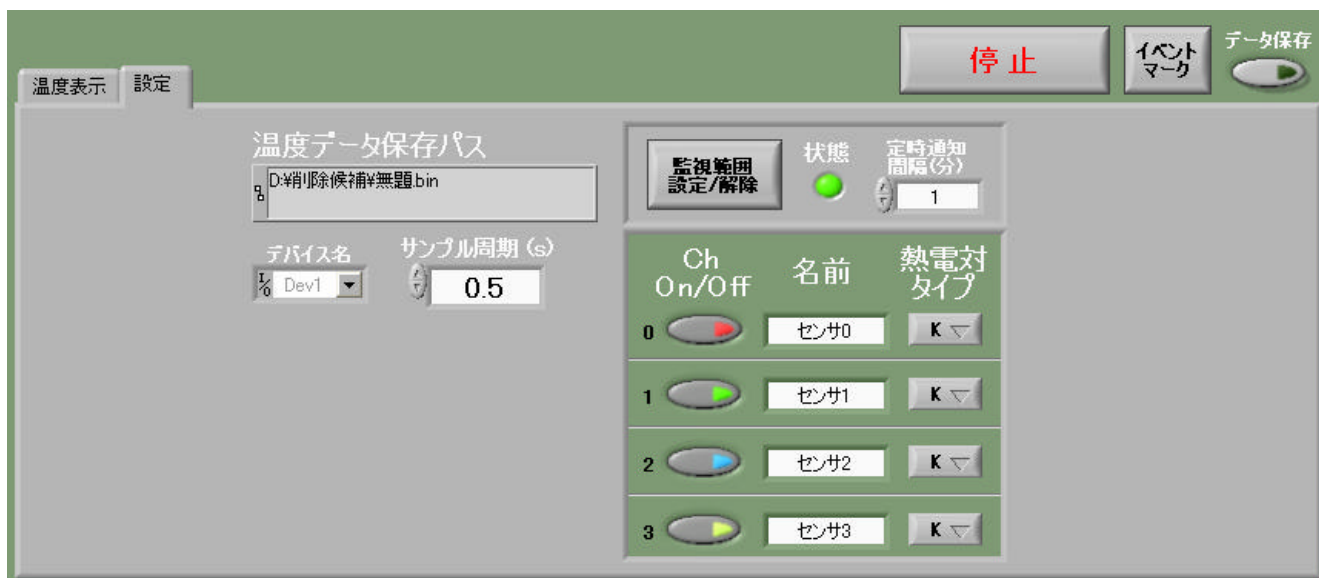 停止
イベント
マーク
データ保存
温度表示
設定
温度データ保存パス
D:¥削除候補¥無題.bin
デバイス名
サンプル周期 (s)
I/O Dev1
0.5
監視範囲
設定/解除
状態
定時通知
間隔(分)
1
Ch
On/Off
名前
熱電対
タイプ
0 センサ0 K
1 センサ1 K
2 センサ2 K
3 センサ3 K